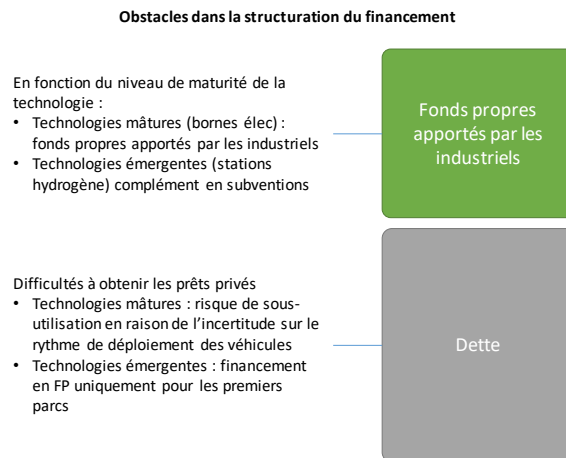 Obstacles dans la structuration du financement
En fonction du niveau de maturité de la
technologie :
• Technologies mâtures (bornes élec) :
fonds propres apportés par les industriels
• Technologies émergentes (stations
hydrogène) complément en subventions
Fonds propres
apportés par les
industriels
Difficultés à obtenir les prêts privés
• Technologies mâtures : risque de sous-
utilisation en raison de l’incertitude sur le
rythme de déploiement des véhicules
• Technologies émergentes : financement
en FP uniquement pour les premiers
parcs
Dette